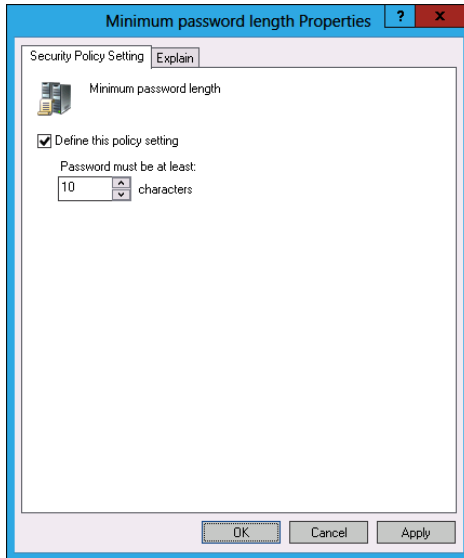 Minimum password length Properties ? x
Security Policy Setting Explain
Minimum password length
Define this policy setting
Password must be at least:
10 characters
OK Cancel Apply